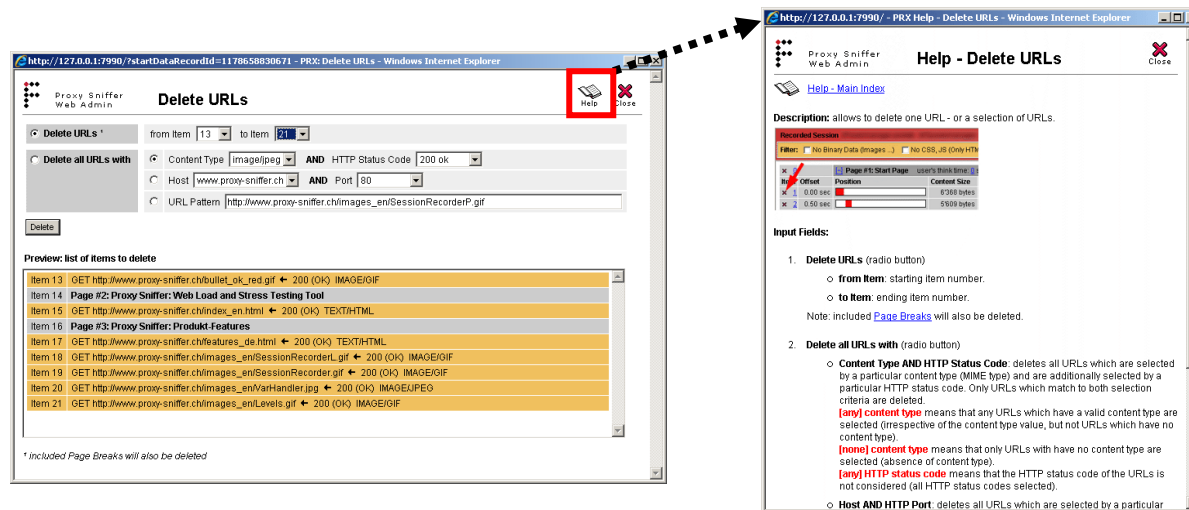 http://127.0.0.1:7990/?startDataRecordId=1178658830671 - PRX: Delete URLs - Windows Internet Explorer
Proxy Sniffer
Web Admin
Delete URLs
Help
Close
Delete URLs ¹
from Item 13 to Item 21
Delete all URLs with
Content Type image/jpeg AND HTTP Status Code 200 ok
Host www.proxy-sniffer.ch AND Port 80
URL Pattern http://www.proxy-sniffer.ch/images_en/SessionRecorderP.gif
Delete
Preview: list of items to delete
Item 13 GET http://www.proxy-sniffer.ch/bullet_ok_red.gif ← 200 (OK) IMAGE/GIF
Item 14 Page #2: Proxy Sniffer: Web Load and Stress Testing Tool
Item 15 GET http://www.proxy-sniffer.ch/index_en.html ← 200 (OK) TEXT/HTML
Item 16 Page #3: Proxy Sniffer: Produkt-Features
Item 17 GET http://www.proxy-sniffer.ch/features_de.html ← 200 (OK) TEXT/HTML
Item 18 GET http://www.proxy-sniffer.ch/images_en/SessionRecorderL.gif ← 200 (OK) IMAGE/GIF
Item 19 GET http://www.proxy-sniffer.ch/images_en/SessionRecorder.gif ← 200 (OK) IMAGE/GIF
Item 20 GET http://www.proxy-sniffer.ch/images_en/VarHandler.jpg ← 200 (OK) IMAGE/JPEG
Item 21 GET http://www.proxy-sniffer.ch/images_en/Levels.gif ← 200 (OK) IMAGE/GIF
¹ included Page Breaks will also be deleted
http://127.0.0.1:7990/ - PRX Help - Delete URLs - Windows Internet Explorer
Proxy Sniffer
Web Admin
Help - Delete URLs
Close
Help - Main Index
Description: allows to delete one URL - or a selection of URLs.
Recorded Session
Filter: No Binary Data (Images ...) No CSS, JS (Only HTM
Page #1: Start Page user's think time: 0
Offset Position Content Size
1 0.00 sec 6'368 bytes
2 0.50 sec 5'609 bytes
Input Fields:
1. Delete URLs (radio button)
from Item: starting item number.
to Item: ending item number.
Note: included Page Breaks will also be deleted.
2. Delete all URLs with (radio button)
Content Type AND HTTP Status Code: deletes all URLs which are selected
by a particular content type (MIME type) and are additionally selected by a
particular HTTP status code. Only URLs which match to both selection
criteria are deleted.
[any] content type means that any URLs which have a valid content type are
selected (irrespective of the content type value, but not URLs which have no
content type).
[none] content type means that only URLs with have no content type are
selected (absence of content type).
[any] HTTP status code means that the HTTP status code of the URLs is
not considered (all HTTP status codes selected).
Host AND HTTP Port: deletes all URLs which are selected by a particular